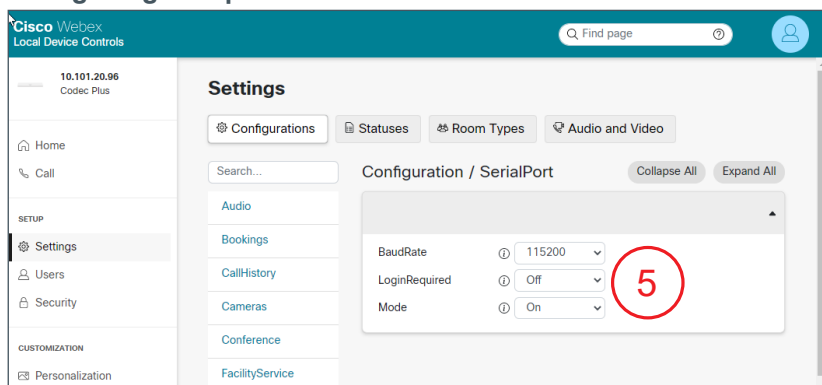 Cisco Webex
Local Device Controls
Find page
10.101.20.96
Codec Plus
Home
Call
SETUP
Settings
Users
Security
CUSTOMIZATION
Personalization
Settings
Configurations
Statuses
Room Types
Audio and Video
Search...
Audio
Bookings
CallHistory
Cameras
Conference
FacilityService
Configuration / SerialPort
Collapse All
Expand All
BaudRate 115200
LoginRequired Off
Mode On
5